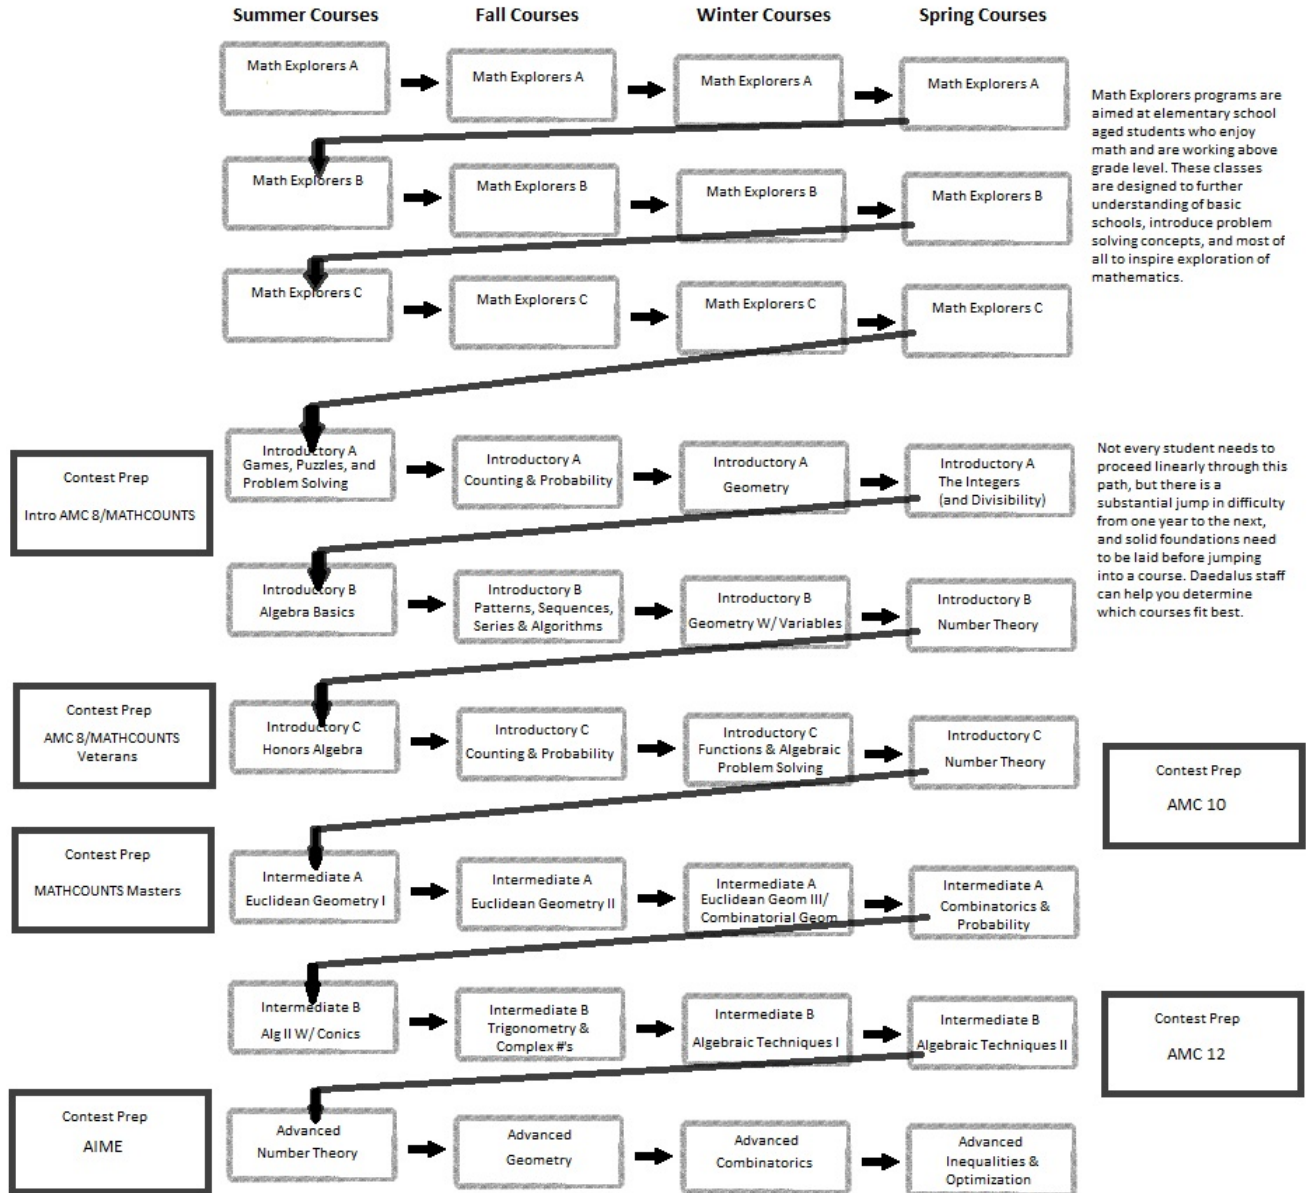 Summer Courses
Fall Courses
Winter Courses
Spring Courses
Math Explorers A
Math Explorers A
Math Explorers A
Math Explorers A
Math Explorers programs are
aimed at elementary school
aged students who enjoy
math and are working above
grade level. These classes
are designed to further
understanding of basic
schools, introduce problem
solving concepts, and most of
all to inspire exploration of
mathematics.
Math Explorers B
Math Explorers B
Math Explorers B
Math Explorers B
Math Explorers C
Math Explorers C
Math Explorers C
Math Explorers C
Contest Prep
Intro AMC 8/MATHCOUNTS
Introductory A
Games, Puzzles, and
Problem Solving
Introductory A
Counting & Probability
Introductory A
Geometry
Introductory A
The Integers
(and Divisibility)
Not every student needs to
proceed linearly through this
path, but there is a
substantial jump in difficulty
from one year to the next,
and solid foundations need
to be laid before jumping
into a course. Daedalus staff
can help you determine
which courses fit best.
Introductory B
Algebra Basics
Introductory B
Patterns, Sequences,
Series & Algorithms
Introductory B
Geometry W/ Variables
Introductory B
Number Theory
Contest Prep
AMC 8/MATHCOUNTS
Veterans
Introductory C
Honors Algebra
Introductory C
Counting & Probability
Introductory C
Functions & Algebraic
Problem Solving
Introductory C
Number Theory
Contest Prep
AMC 10
Contest Prep
MATHCOUNTS Masters
Intermediate A
Euclidean Geometry I
Intermediate A
Euclidean Geometry II
Intermediate A
Euclidean Geom III/
Combinatorial Geom
Intermediate A
Combinatorics &
Probability
Intermediate B
Alg II W/ Conics
Intermediate B
Trigonometry &
Complex #'s
Intermediate B
Algebraic Techniques I
Intermediate B
Algebraic Techniques II
Contest Prep
AMC 12
Contest Prep
AIME
Advanced
Number Theory
Advanced
Geometry
Advanced
Combinatorics
Advanced
Inequalities &
Optimization